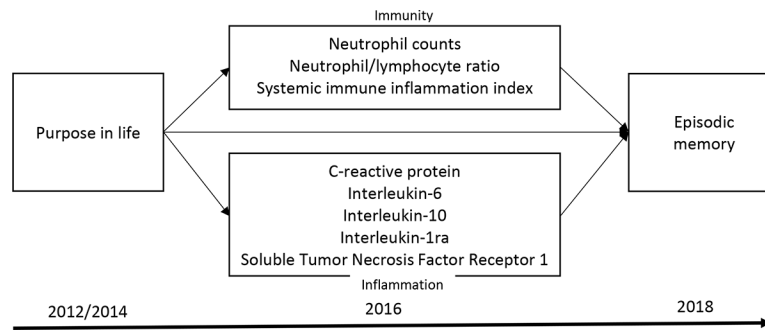 Immunity
Neutrophil counts
Neutrophil/lymphocyte ratio
Systemic immune inflammation index
Purpose in life
Episodic
memory
C-reactive protein
Interleukin-6
Interleukin-10
Interleukin-1ra
Soluble Tumor Necrosis Factor Receptor 1
Inflammation
2012/2014
2016
2018